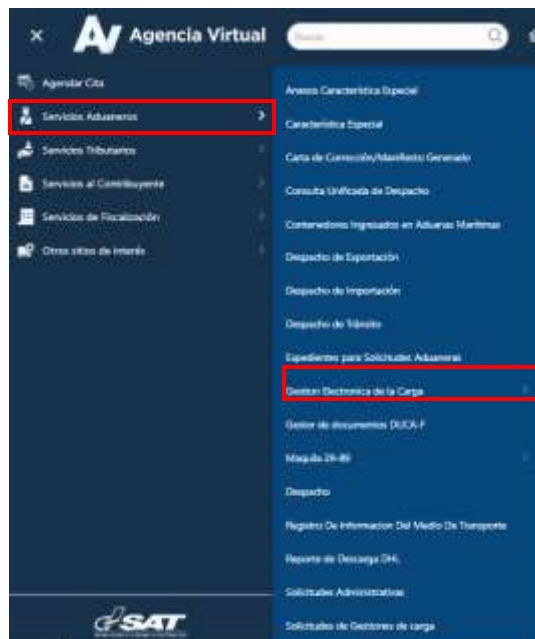 × Agencia Virtual
Buscar
Agendar Cita
Servicios Aduaneros
Servicios Tributarios
Servicios al Contribuyente
Servicios de Fiscalización
Otros sitios de interés
Anexos Característica Especial
Característica Especial
Carta de Corrección/Manifiesto Generado
Consulta Unificada de Despacho
Contenedores Ingresados en Aduanas Marítimas
Despacho de Exportación
Despacho de Importación
Despacho de Tránsito
Expedientes para Solicitudes Aduaneras
Gestion Electronica de la Carga
Gestor de documentos DUCA-F
Maquila 29-89
Despacho
Registro De Informacion Del Medio De Transporte
Reporte de Descarga DHL
Solicitudes Administrativas
Solicitudes de Gestores de carga
SAT